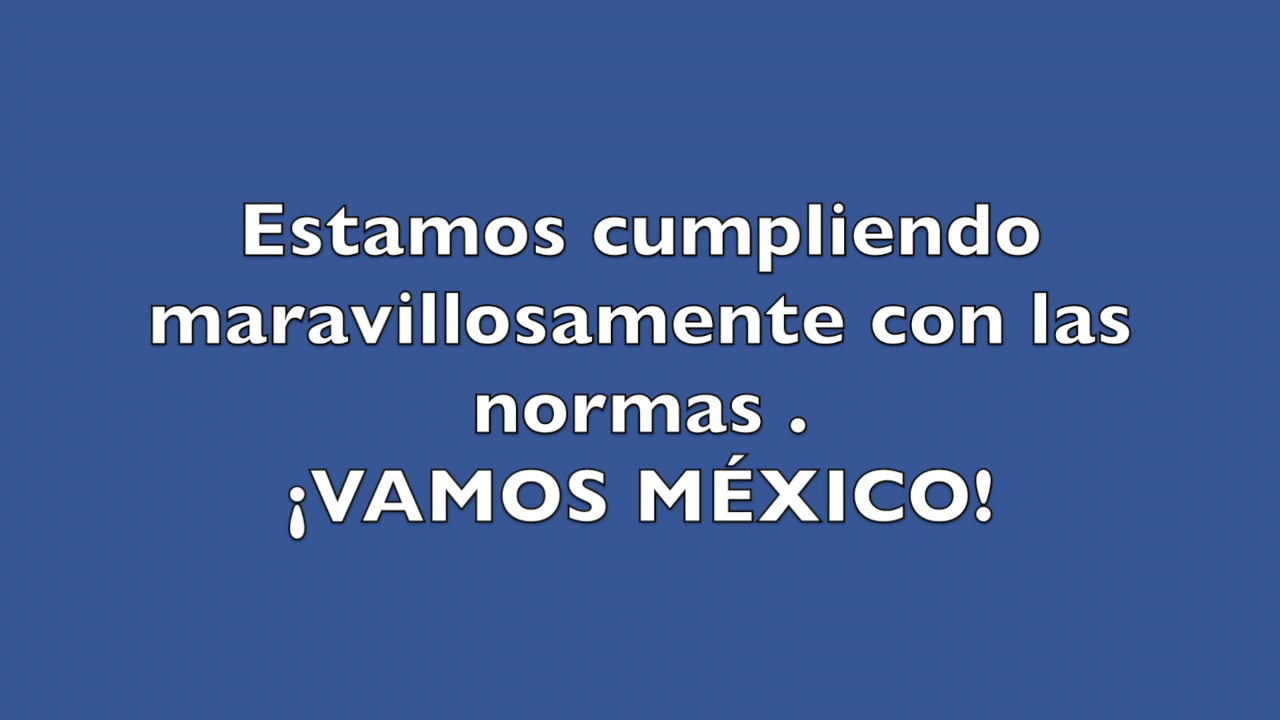 Estamos cumpliendo
maravillosamente con las
normas .
¡VAMOS MÉXICO!